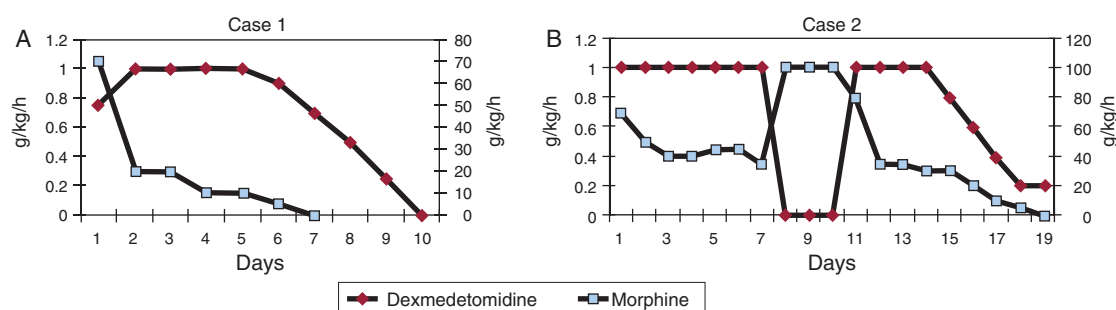 Case 1
A
1.2
1
0.8
0.6
0.4
0.2
0
g/kg/h
80
70
60
50
40
30
20
10
0
g/kg/h
1 2 3 4 5 6 7 8 9 10
Days
Case 2
B
1.2
1
0.8
0.6
0.4
0.2
0
g/kg/h
120
100
80
60
40
20
0
g/kg/h
1 3 5 7 9 11 13 15 17 19
Days
Dexmedetomidine Morphine